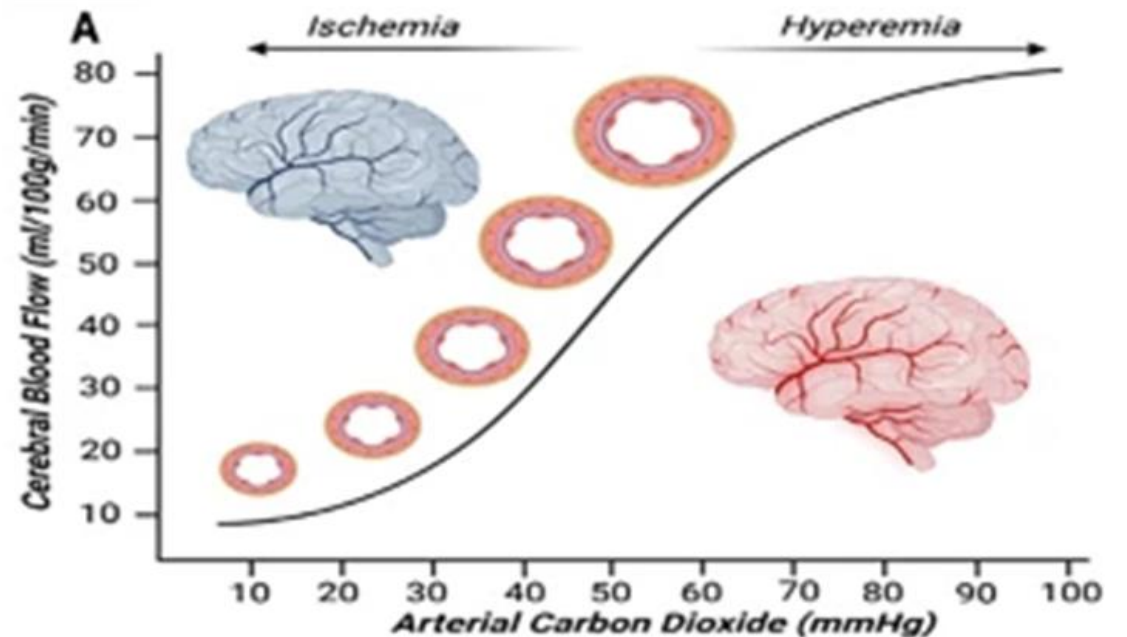 A
Ischemia
Hyperemia
Cerebral Blood Flow (ml/100g/min)
80
70
60
50
40
30
20
10
10 20 30 40 50 60 70 80 90 100
Arterial Carbon Dioxide (mmHg)